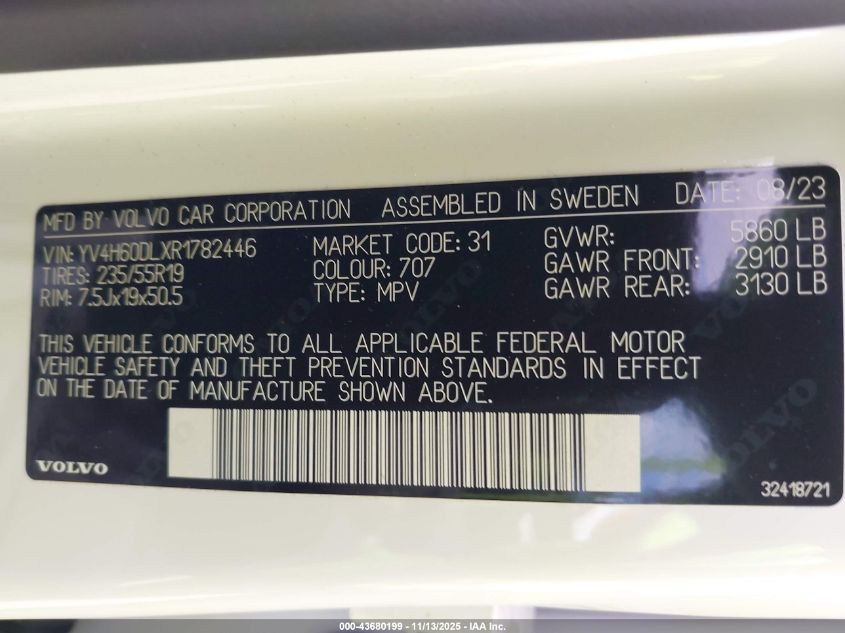 MFD BY VOLVO CAR CORPORATION ASSEMBLED IN SWEDEN DATE: 08/23
VIN: YV4H60DLXR1782446 MARKET CODE: 31 GVWR: 5860 LB
TIRES: 235/55R19 COLOUR: 707 GAWR FRONT: 2910 LB
RIM: 7.5Jx19x50.5 TYPE: MPV GAWR REAR: 3130 LB
THIS VEHICLE CONFORMS TO ALL APPLICABLE FEDERAL MOTOR
VEHICLE SAFETY AND THEFT PREVENTION STANDARDS IN EFFECT
ON THE DATE OF MANUFACTURE SHOWN ABOVE.
VOLVO
32418721
000-43680199 - 11/13/2025 - IAA Inc.